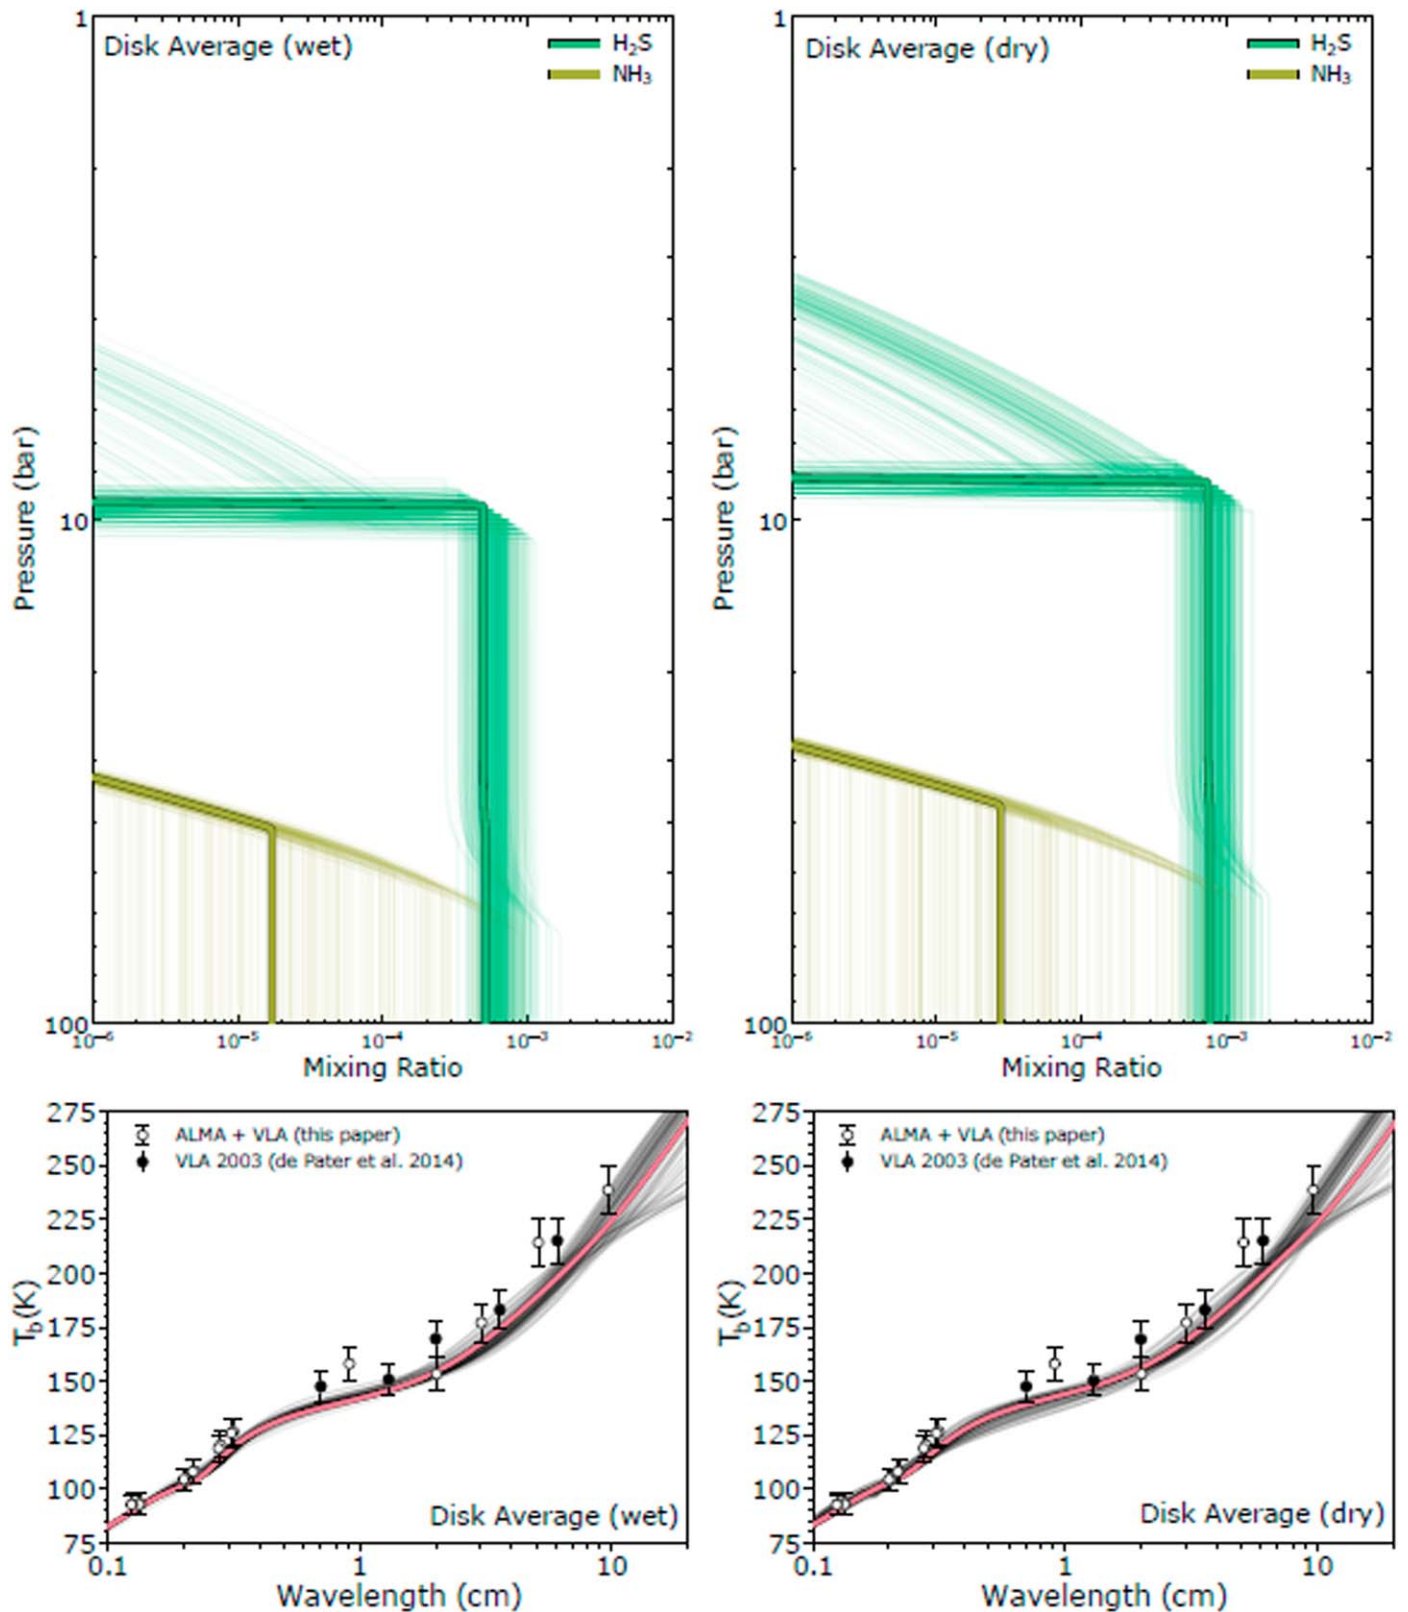 Disk Average (wet)
H₂S
NH₃
1
10
100
Pressure (bar)
10⁻⁶ 10⁻⁵ 10⁻⁴ 10⁻³ 10⁻²
Mixing Ratio
Disk Average (dry)
H₂S
NH₃
1
10
100
Pressure (bar)
10⁻⁶ 10⁻⁵ 10⁻⁴ 10⁻³ 10⁻²
Mixing Ratio
275
250
225
200
175
150
125
100
75
T_b(K)
ALMA + VLA (this paper)
VLA 2003 (de Pater et al. 2014)
Disk Average (wet)
0.1 1 10
Wavelength (cm)
275
250
225
200
175
150
125
100
75
T_b(K)
ALMA + VLA (this paper)
VLA 2003 (de Pater et al. 2014)
Disk Average (dry)
0.1 1 10
Wavelength (cm)